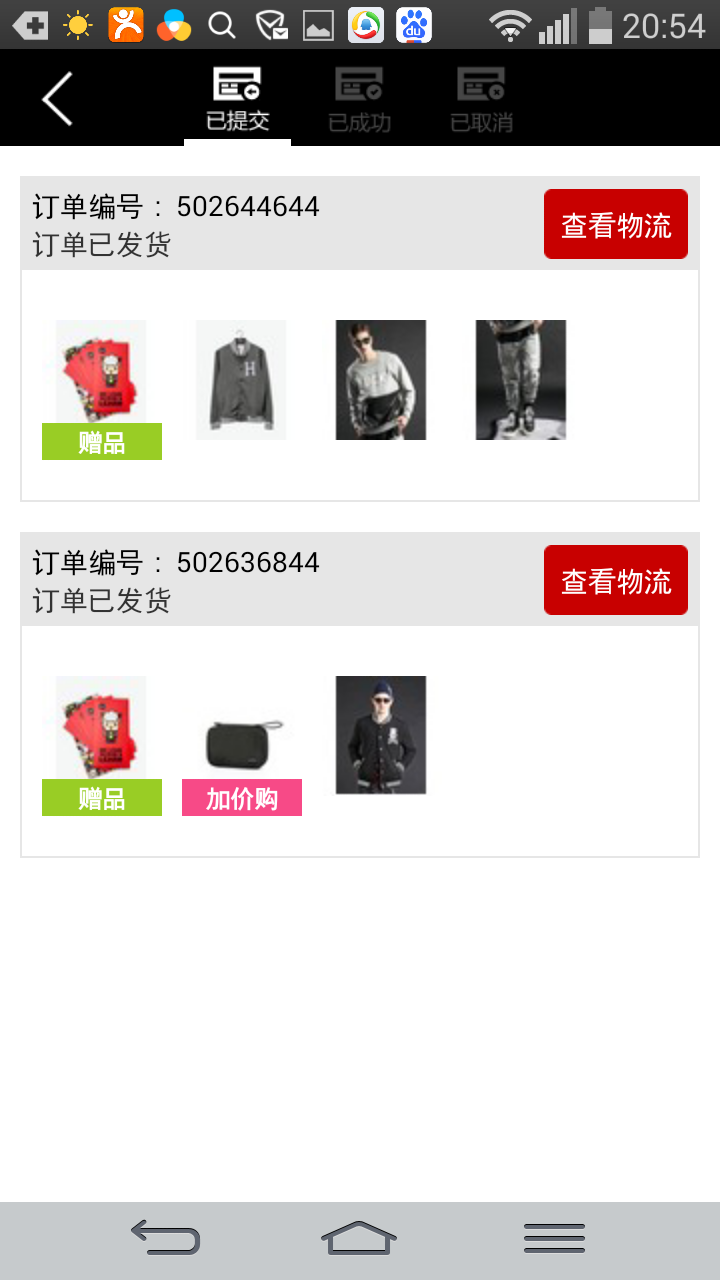 20:54
已提交
已成功
已取消
订单编号：502644644
订单已发货
查看物流
H
赠品
订单编号：502636844
订单已发货
查看物流
赠品
加价购